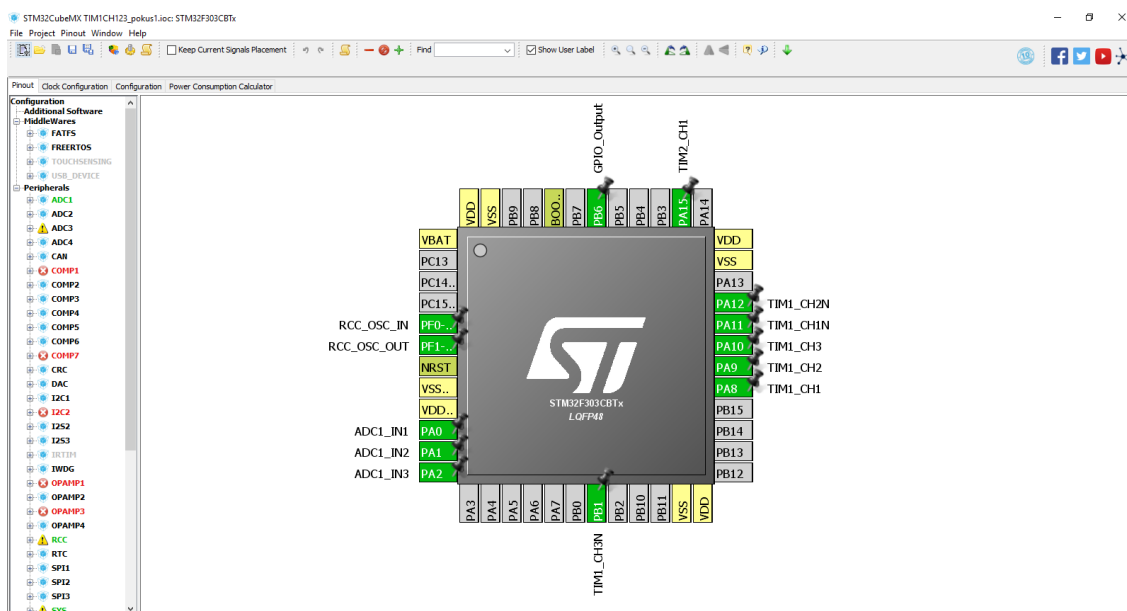 STM32CubeMX TIM1CH123_pokus1.ioc: STM32F303CBTx
File Project Pinout Window Help
Keep Current Signals Placement Find Show User Label
Pinout Clock Configuration Configuration Power Consumption Calculator
Configuration
Additional Software
MiddleWares
FATFS
FREERTOS
TOUCHSENSING
USB_DEVICE
Peripherals
ADC1
ADC2
ADC3
ADC4
CAN
COMP1
COMP2
COMP3
COMP4
COMP5
COMP6
COMP7
CRC
DAC
I2C1
I2C2
I2S2
I2S3
IRTIM
IWDG
OPAMP1
OPAMP2
OPAMP3
OPAMP4
RCC
RTC
SPI1
SPI2
SPI3
SYS
GPIO_Output
TIM2_CH1
VDD
VSS
PB9
PB8
BOO..
PB7
PB6
PB5
PB4
PB3
PA15
PA14
VBAT
PC13
PC14..
PC15..
RCC_OSC_IN PF0-..
RCC_OSC_OUT PF1-..
NRST
VSS..
VDD..
ADC1_IN1 PA0
ADC1_IN2 PA1
ADC1_IN3 PA2
STM32F303CBTx
LQFP48
VDD
VSS
PA13
PA12 TIM1_CH2N
PA11 TIM1_CH1N
PA10 TIM1_CH3
PA9 TIM1_CH2
PA8 TIM1_CH1
PB15
PB14
PB13
PB12
PA3
PA4
PA5
PA6
PA7
PB0
PB1
PB2
PB10
PB11
VSS
VDD
TIM1_CH3N